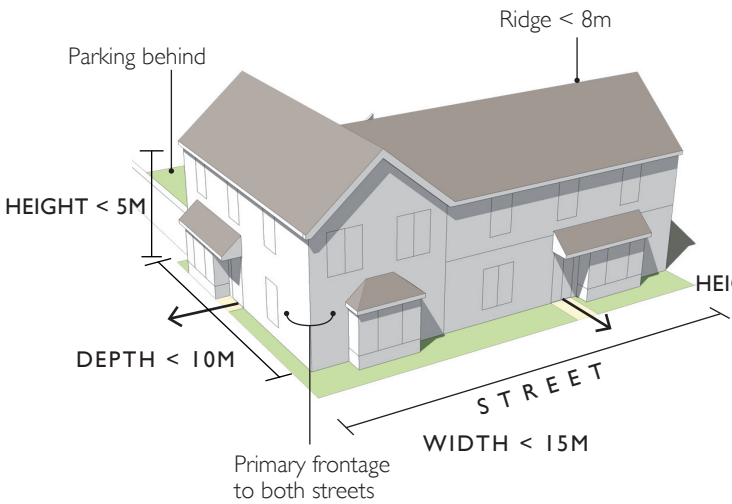 Ridge < 8m
Parking behind
HEIGHT < 5M
DEPTH < 10M
STREET
WIDTH < 15M
Primary frontage
to both streets